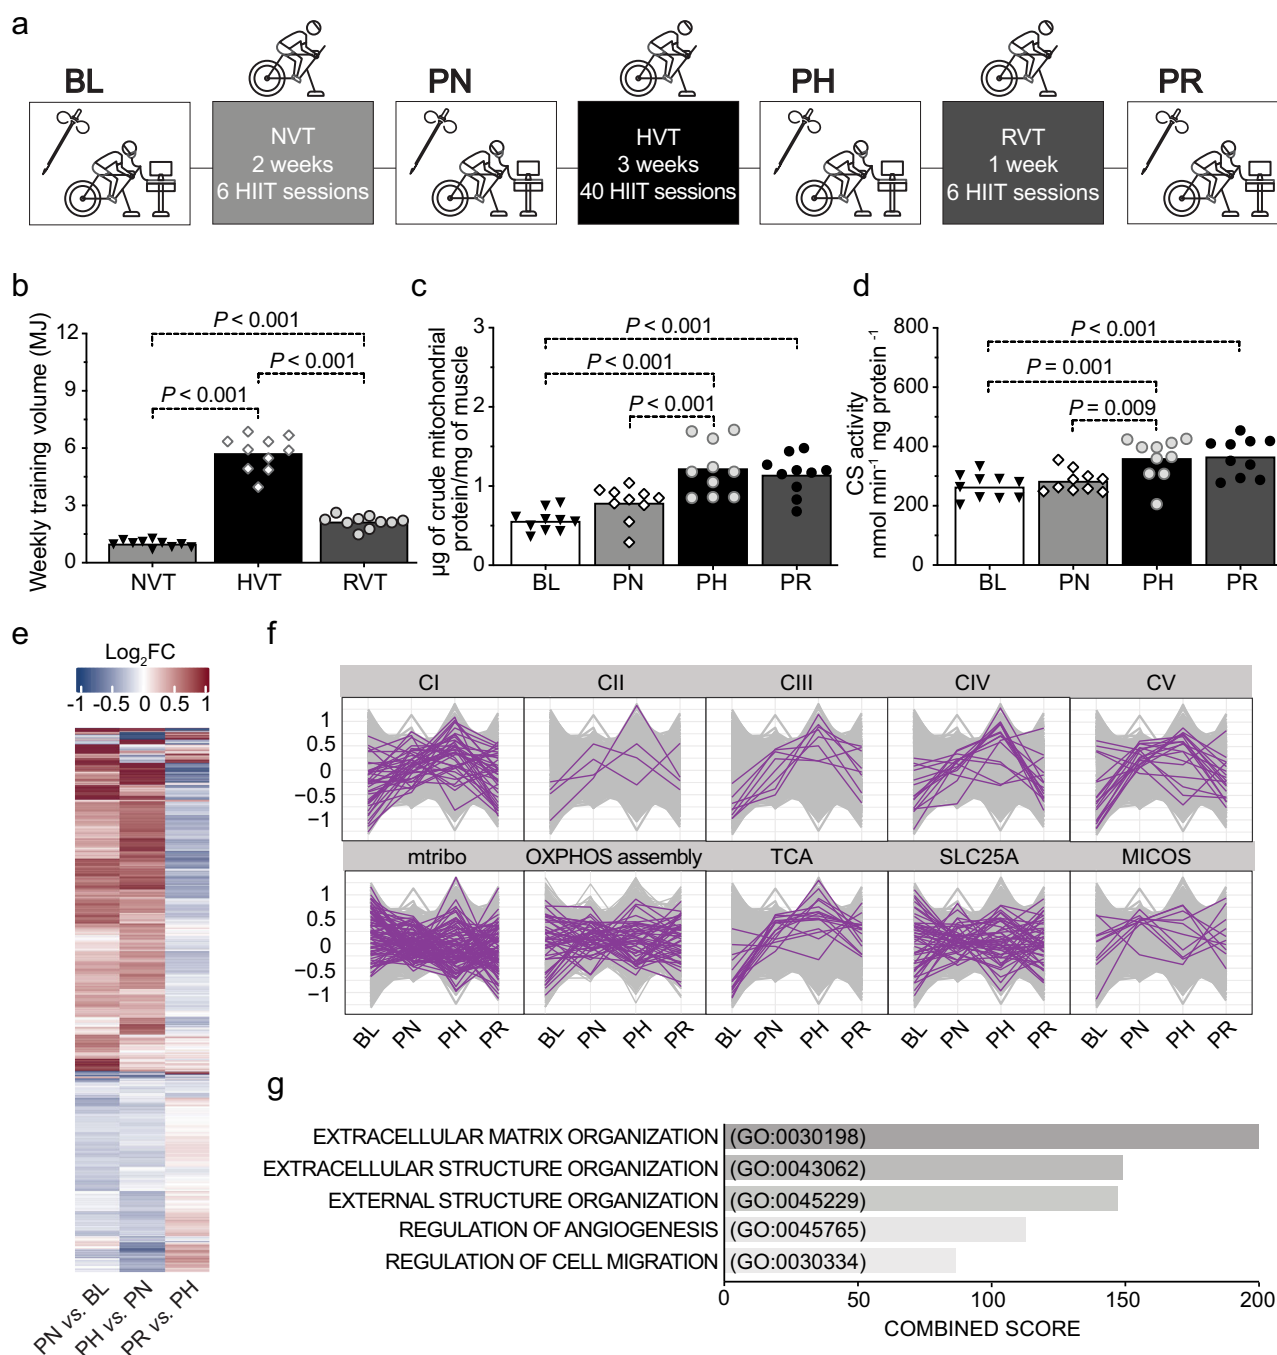 a
BL
PN
PH
PR
NVT
2 weeks
6 HIIT sessions
HVT
3 weeks
40 HIIT sessions
RVT
1 week
6 HIIT sessions
b
Weekly training volume (MJ)
12
9
6
3
0
P < 0.001
P < 0.001
P < 0.001
NVT
HVT
RVT
c
µg of crude mitochondrial
protein/mg of muscle
3
2
1
0
P < 0.001
P < 0.001
P < 0.001
BL
PN
PH
PR
d
CS activity
nmol min⁻¹ mg protein ⁻¹
800
600
400
200
0
P < 0.001
P = 0.001
P = 0.009
BL
PN
PH
PR
e
Log₂FC
-1 -0.5 0 0.5 1
PN vs. BL
PH vs. PN
PR vs. PH
f
CI
CII
CIII
CIV
CV
1
0.5
0
−0.5
−1
mtribo
OXPHOS assembly
TCA
SLC25A
MICOS
1
0.5
0
−0.5
−1
BL PN PH PR
BL PN PH PR
BL PN PH PR
BL PN PH PR
BL PN PH PR
g
EXTRACELLULAR MATRIX ORGANIZATION (GO:0030198)
EXTRACELLULAR STRUCTURE ORGANIZATION (GO:0043062)
EXTERNAL STRUCTURE ORGANIZATION (GO:0045229)
REGULATION OF ANGIOGENESIS (GO:0045765)
REGULATION OF CELL MIGRATION (GO:0030334)
0 50 100 150 200
COMBINED SCORE